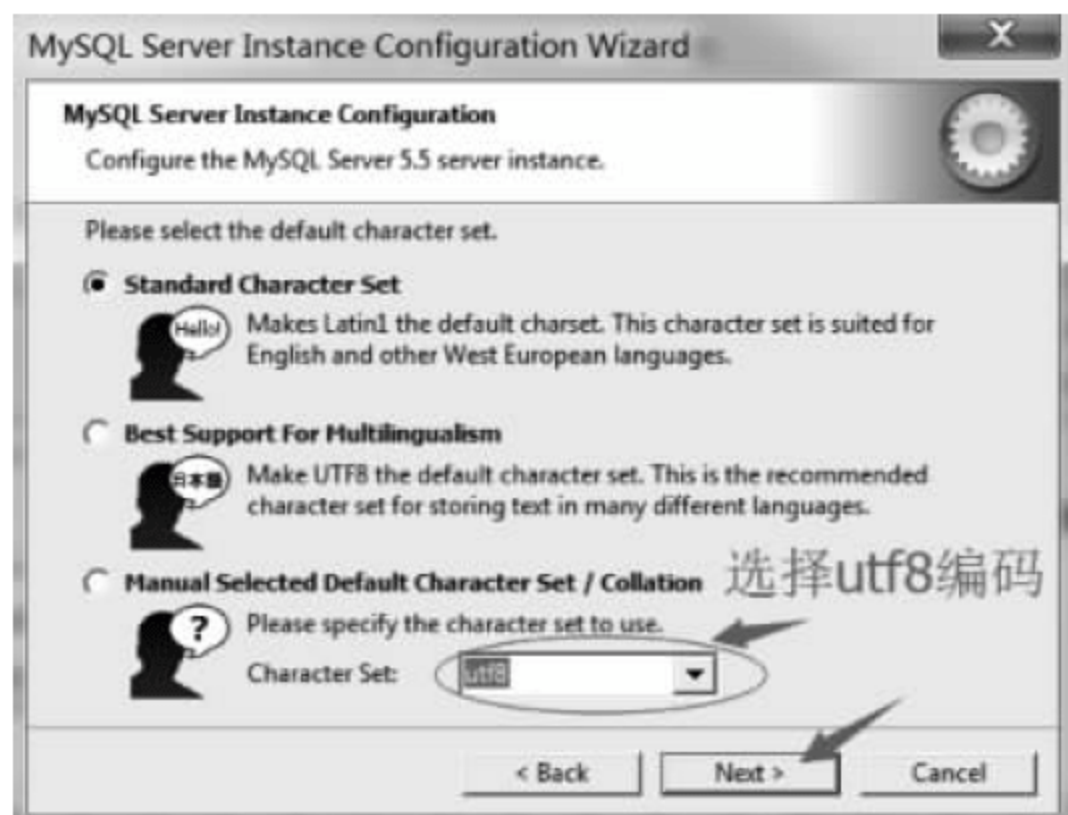 MySQL Server Instance Configuration Wizard
MySQL Server Instance Configuration
Configure the MySQL Server 5.5 server instance.
Please select the default character set.
Standard Character Set
Hello!
Makes Latin1 the default charset. This character set is suited for
English and other West European languages.
Best Support For Multilingualism
日本語
Make UTF8 the default character set. This is the recommended
character set for storing text in many different languages.
选择utf8编码
Manual Selected Default Character Set / Collation
?
Please specify the character set to use.
Character Set:
utf8
< Back
Next >
Cancel